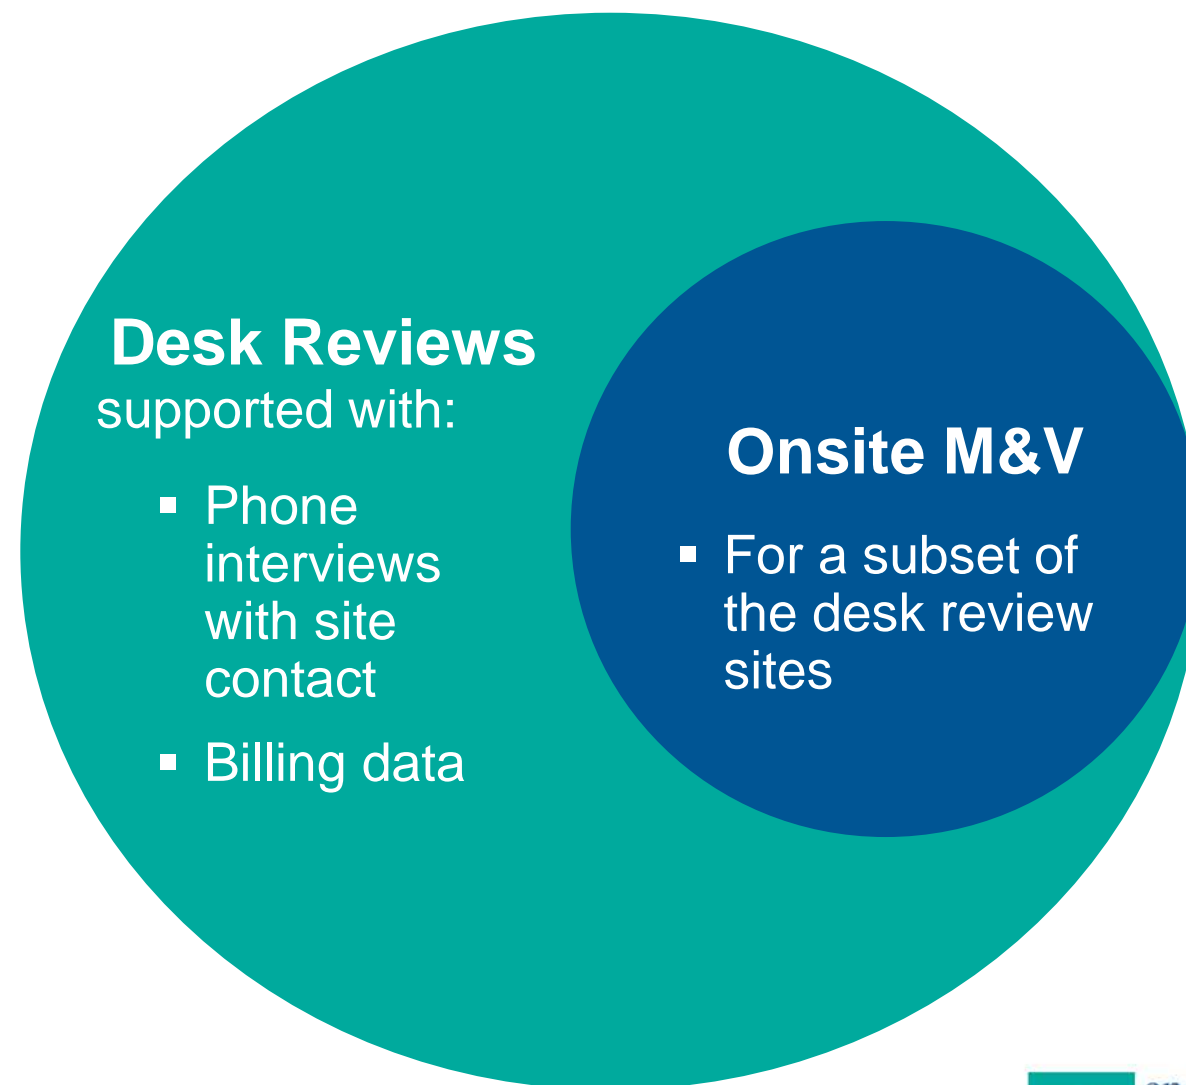 Desk Reviews
supported with:
▪ Phone
interviews
with site
contact
▪ Billing data
Onsite M&V
▪ For a subset of
the desk review
sites